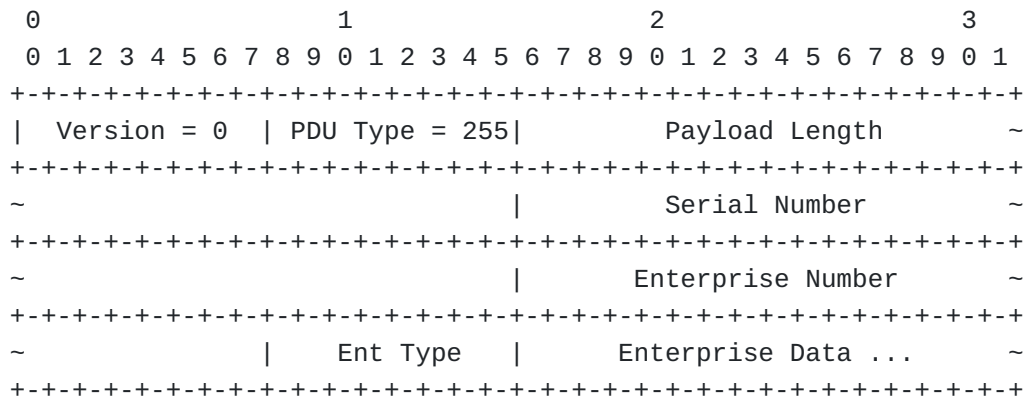 0                   1                   2                   3
 0 1 2 3 4 5 6 7 8 9 0 1 2 3 4 5 6 7 8 9 0 1 2 3 4 5 6 7 8 9 0 1
+-+-+-+-+-+-+-+-+-+-+-+-+-+-+-+-+-+-+-+-+-+-+-+-+-+-+-+-+-+-+-+-+
|  Version = 0  | PDU Type = 255|         Payload Length        ~
+-+-+-+-+-+-+-+-+-+-+-+-+-+-+-+-+-+-+-+-+-+-+-+-+-+-+-+-+-+-+-+-+
~                               |         Serial Number         ~
+-+-+-+-+-+-+-+-+-+-+-+-+-+-+-+-+-+-+-+-+-+-+-+-+-+-+-+-+-+-+-+-+
~                               |       Enterprise Number       ~
+-+-+-+-+-+-+-+-+-+-+-+-+-+-+-+-+-+-+-+-+-+-+-+-+-+-+-+-+-+-+-+-+
~               |    Ent Type   |      Enterprise Data ...      ~
+-+-+-+-+-+-+-+-+-+-+-+-+-+-+-+-+-+-+-+-+-+-+-+-+-+-+-+-+-+-+-+-+